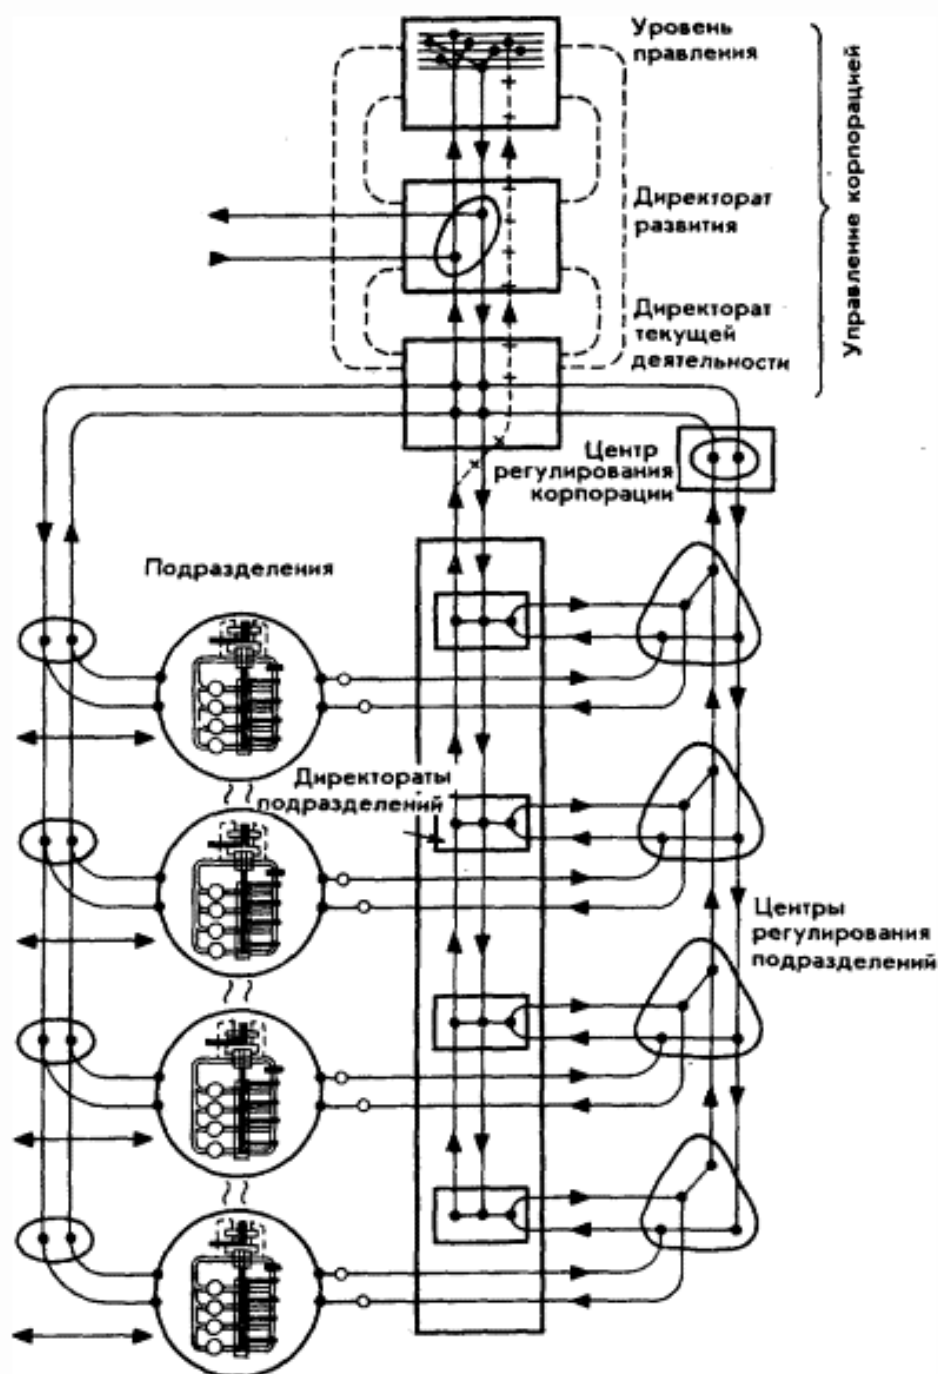 Уровень
правления
Управление корпорацией
Директорат
развития
Директорат
текущей
деятельности
Центр
регулирования
корпорации
Подразделения
Директораты
подразделений
Центры
регулирования
подразделений